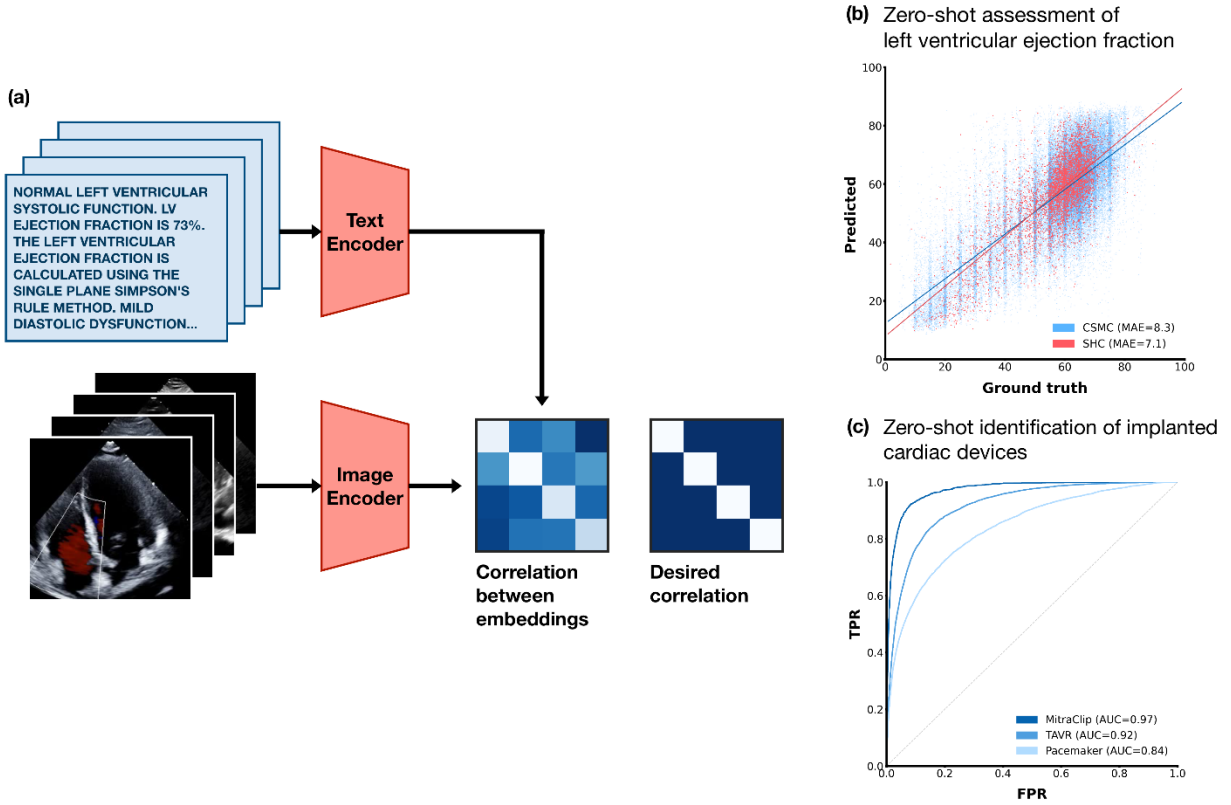 (a)
NORMAL LEFT VENTRICULAR
SYSTOLIC FUNCTION. LV
EJECTION FRACTION IS 73%.
THE LEFT VENTRICULAR
EJECTION FRACTION IS
CALCULATED USING THE
SINGLE PLANE SIMPSON'S
RULE METHOD. MILD
DIASTOLIC DYSFUNCTION...
Text
Encoder
Image
Encoder
Correlation
between
embeddings
Desired
correlation
(b) Zero-shot assessment of
left ventricular ejection fraction
100
80
60
40
20
0
Predicted
CSMC (MAE=8.3)
SHC (MAE=7.1)
0 20 40 60 80 100
Ground truth
(c) Zero-shot identification of implanted
cardiac devices
1.0
0.8
0.6
0.4
0.2
0.0
TPR
MitraClip (AUC=0.97)
TAVR (AUC=0.92)
Pacemaker (AUC=0.84)
0.0 0.2 0.4 0.6 0.8 1.0
FPR